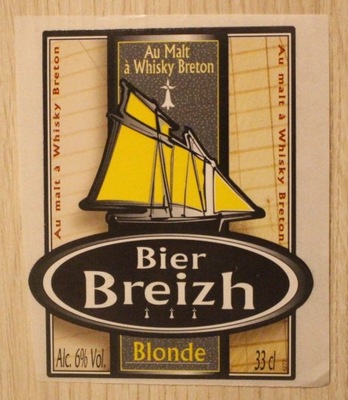 Au Malt
à Whisky Breton
Au malt à Whisky Breton
Au malt à Whisky Breton
Bier
Breizh
Alc. 6% Vol.
Blonde
33 cl